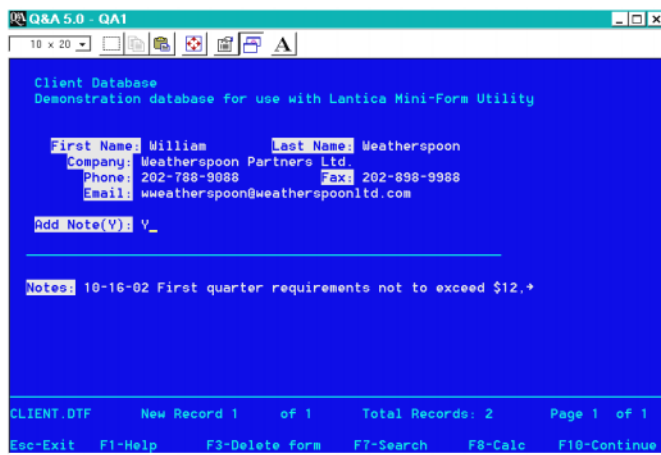 Q&A 5.0 - QA1
10 x 20
A
Client Database
Demonstration database for use with Lantica Mini-Form Utility
First Name: William Last Name: Weatherspoon
Company: Weatherspoon Partners Ltd.
Phone: 202-788-9088 Fax: 202-898-9988
Email: wweatherspoon@weatherspoonltd.com
Add Note(Y): Y_
Notes: 10-16-02 First quarter requirements not to exceed $12,→
CLIENT.DTF New Record 1 of 1 Total Records: 2 Page 1 of 1
Esc-Exit F1-Help F3-Delete form F7-Search F8-Calc F10-Continue